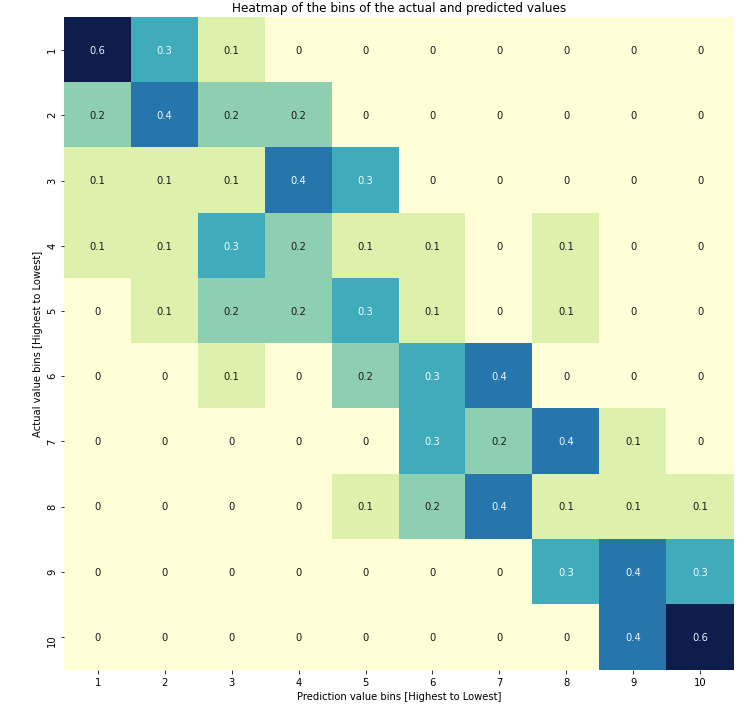 Heatmap of the bins of the actual and predicted values
Actual value bins [Highest to Lowest]
1 0.6 0.3 0.1 0 0 0 0 0 0 0
2 0.2 0.4 0.2 0.2 0 0 0 0 0 0
3 0.1 0.1 0.1 0.4 0.3 0 0 0 0 0
4 0.1 0.1 0.3 0.2 0.1 0.1 0 0.1 0 0
5 0 0.1 0.2 0.2 0.3 0.1 0 0.1 0 0
6 0 0 0.1 0 0.2 0.3 0.4 0 0 0
7 0 0 0 0 0 0.3 0.2 0.4 0.1 0
8 0 0 0 0 0.1 0.2 0.4 0.1 0.1 0.1
9 0 0 0 0 0 0 0 0.3 0.4 0.3
10 0 0 0 0 0 0 0 0 0.4 0.6
1 2 3 4 5 6 7 8 9 10
Prediction value bins [Highest to Lowest]